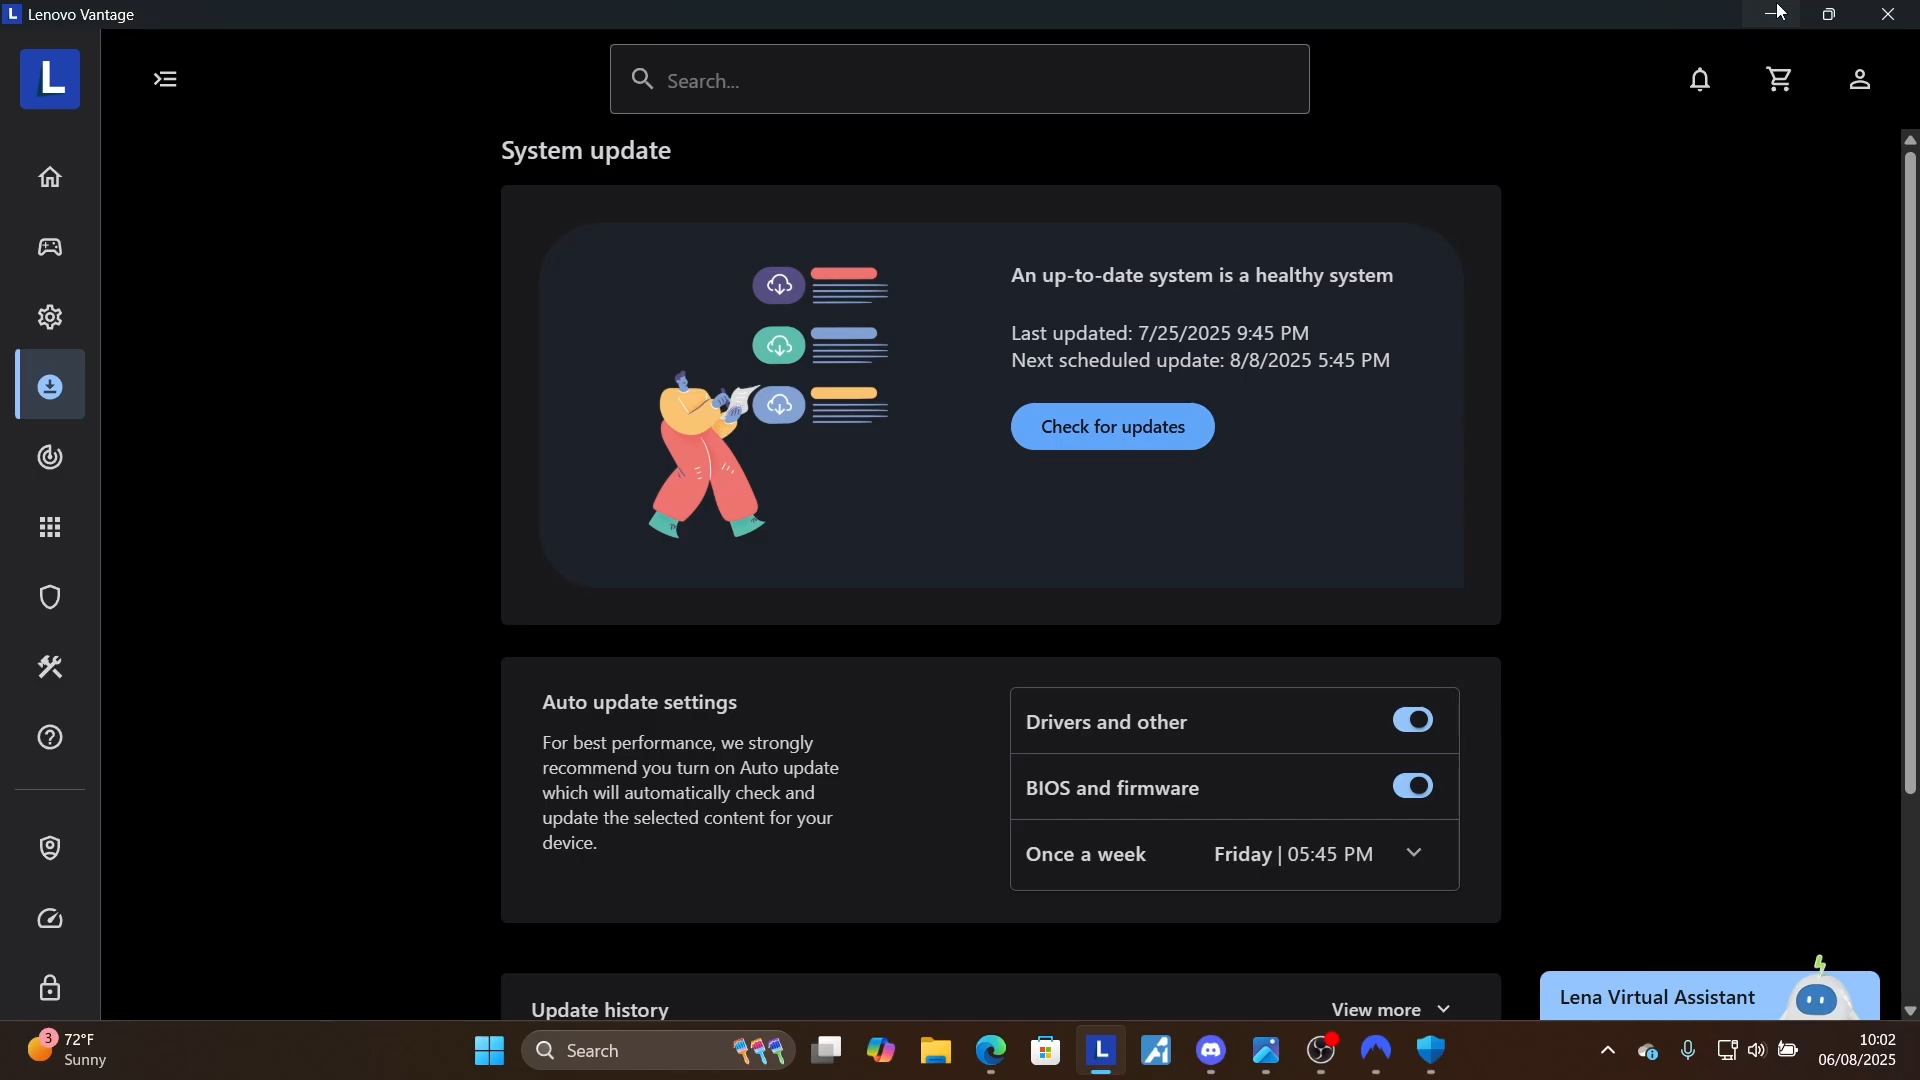 L Lenovo Vantage
L
Search...
System update
An up-to-date system is a healthy system
Last updated: 7/25/2025 9:45 PM
Next scheduled update: 8/8/2025 5:45 PM
Check for updates
Auto update settings
For best performance, we strongly
recommend you turn on Auto update
which will automatically check and
update the selected content for your
device.
Drivers and other
BIOS and firmware
Once a week Friday | 05:45 PM
Update history
View more
Lena Virtual Assistant
3
72°F
Sunny
Search
L
10:02
06/08/2025